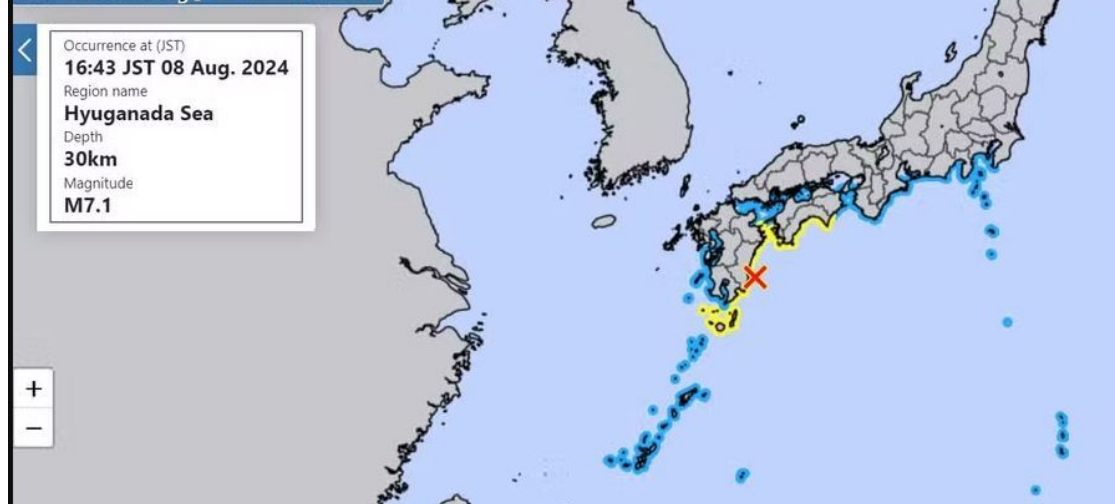 Occurrence at (JST)
16:43 JST 08 Aug. 2024
Region name
Hyuganada Sea
Depth
30km
Magnitude
M7.1
+
−